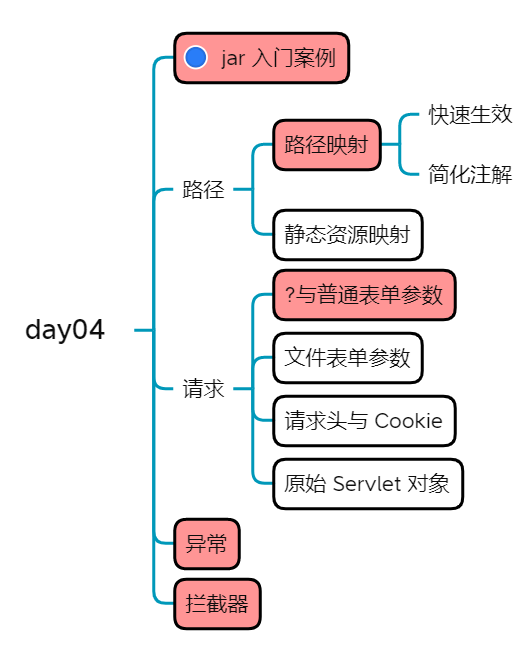 day04
jar 入门案例
路径
路径映射
快速生效
简化注解
静态资源映射
请求
?与普通表单参数
文件表单参数
请求头与 Cookie
原始 Servlet 对象
异常
拦截器